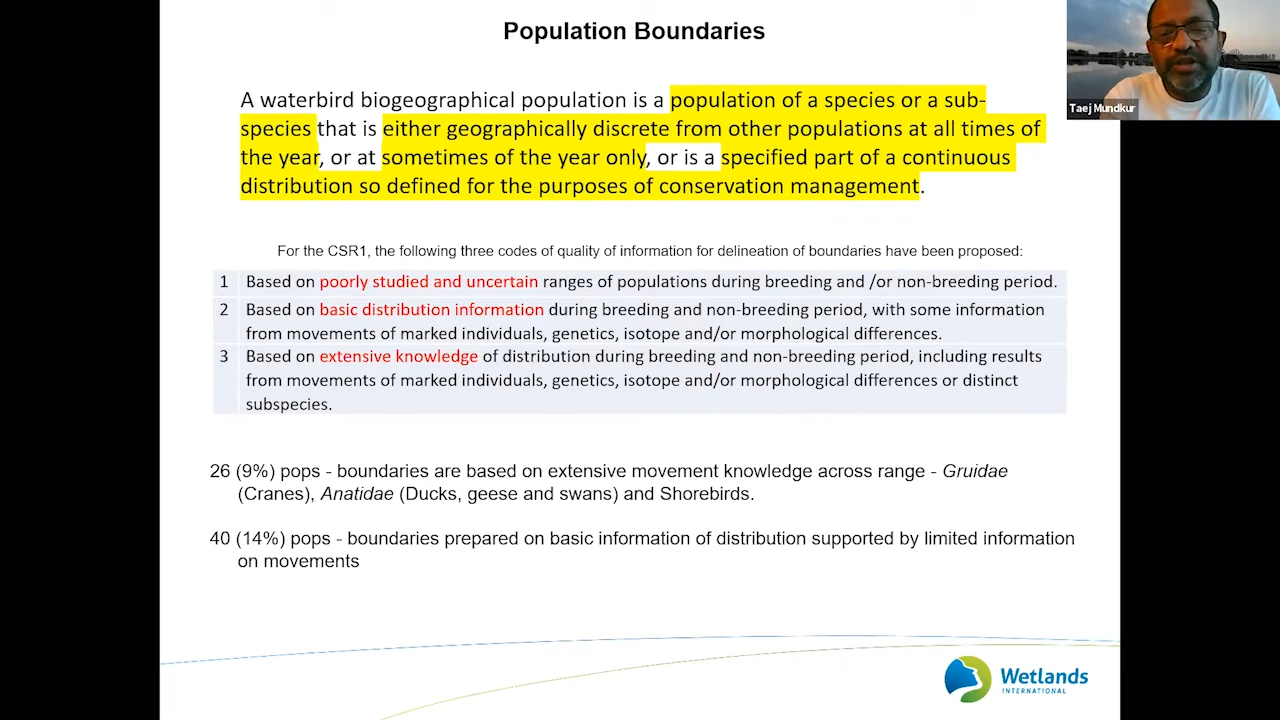 Population Boundaries
Taej Mundkur
A waterbird biogeographical population is a population of a species or a sub-
species that is either geographically discrete from other populations at all times of
the year, or at sometimes of the year only, or is a specified part of a continuous
distribution so defined for the purposes of conservation management.
For the CSR1, the following three codes of quality of information for delineation of boundaries have been proposed:
1 Based on poorly studied and uncertain ranges of populations during breeding and /or non-breeding period.
2 Based on basic distribution information during breeding and non-breeding period, with some information
from movements of marked individuals, genetics, isotope and/or morphological differences.
3 Based on extensive knowledge of distribution during breeding and non-breeding period, including results
from movements of marked individuals, genetics, isotope and/or morphological differences or distinct
subspecies.
26 (9%) pops - boundaries are based on extensive movement knowledge across range - Gruidae
(Cranes), Anatidae (Ducks, geese and swans) and Shorebirds.
40 (14%) pops - boundaries prepared on basic information of distribution supported by limited information
on movements
Wetlands
INTERNATIONAL